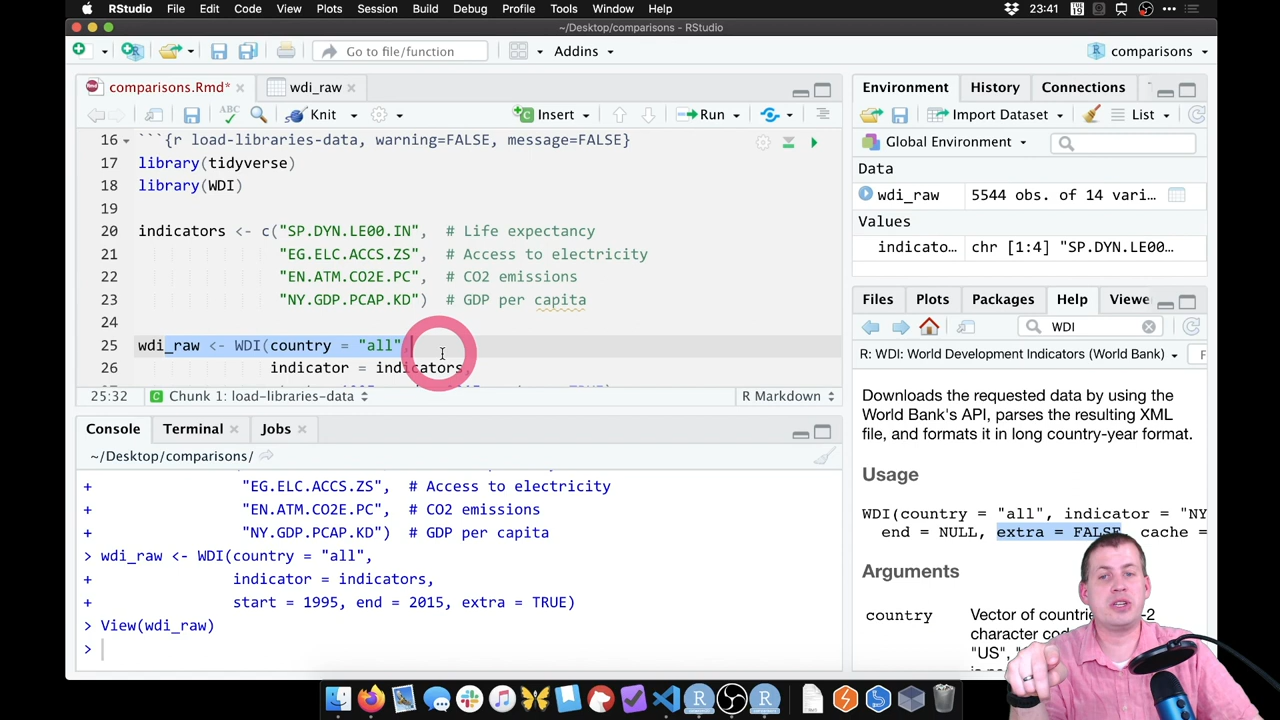 RStudio File Edit Code View Plots Session Build Debug Profile Tools Window Help 23:41
JUL 19
~/Desktop/comparisons - RStudio
Go to file/function Addins comparisons
comparisons.Rmd* wdi_raw
ABC Knit Insert Run
16 ```{r load-libraries-data, warning=FALSE, message=FALSE}
17 library(tidyverse)
18 library(WDI)
19
20 indicators <- c("SP.DYN.LE00.IN", # Life expectancy
21 "EG.ELC.ACCS.ZS", # Access to electricity
22 "EN.ATM.CO2E.PC", # CO2 emissions
23 "NY.GDP.PCAP.KD") # GDP per capita
24
25 wdi_raw <- WDI(country = "all",
26 indicator = indicators,
25:32 Chunk 1: load-libraries-data R Markdown
Console Terminal Jobs
~/Desktop/comparisons/
+ "EG.ELC.ACCS.ZS", # Access to electricity
+ "EN.ATM.CO2E.PC", # CO2 emissions
+ "NY.GDP.PCAP.KD") # GDP per capita
> wdi_raw <- WDI(country = "all",
+ indicator = indicators,
+ start = 1995, end = 2015, extra = TRUE)
> View(wdi_raw)
>
Environment History Connections
Import Dataset List
Global Environment
Data
wdi_raw 5544 obs. of 14 vari…
Values
indicato… chr [1:4] "SP.DYN.LE00…
Files Plots Packages Help Viewe
WDI
R: WDI: World Development Indicators (World Bank)
Downloads the requested data by using the
World Bank's API, parses the resulting XML
file, and formats it in long country-year format.
Usage
WDI(country = "all", indicator = "NY
end = NULL, extra = FALSE, cache =
Arguments
country Vector of countrie -2
character co
"US",